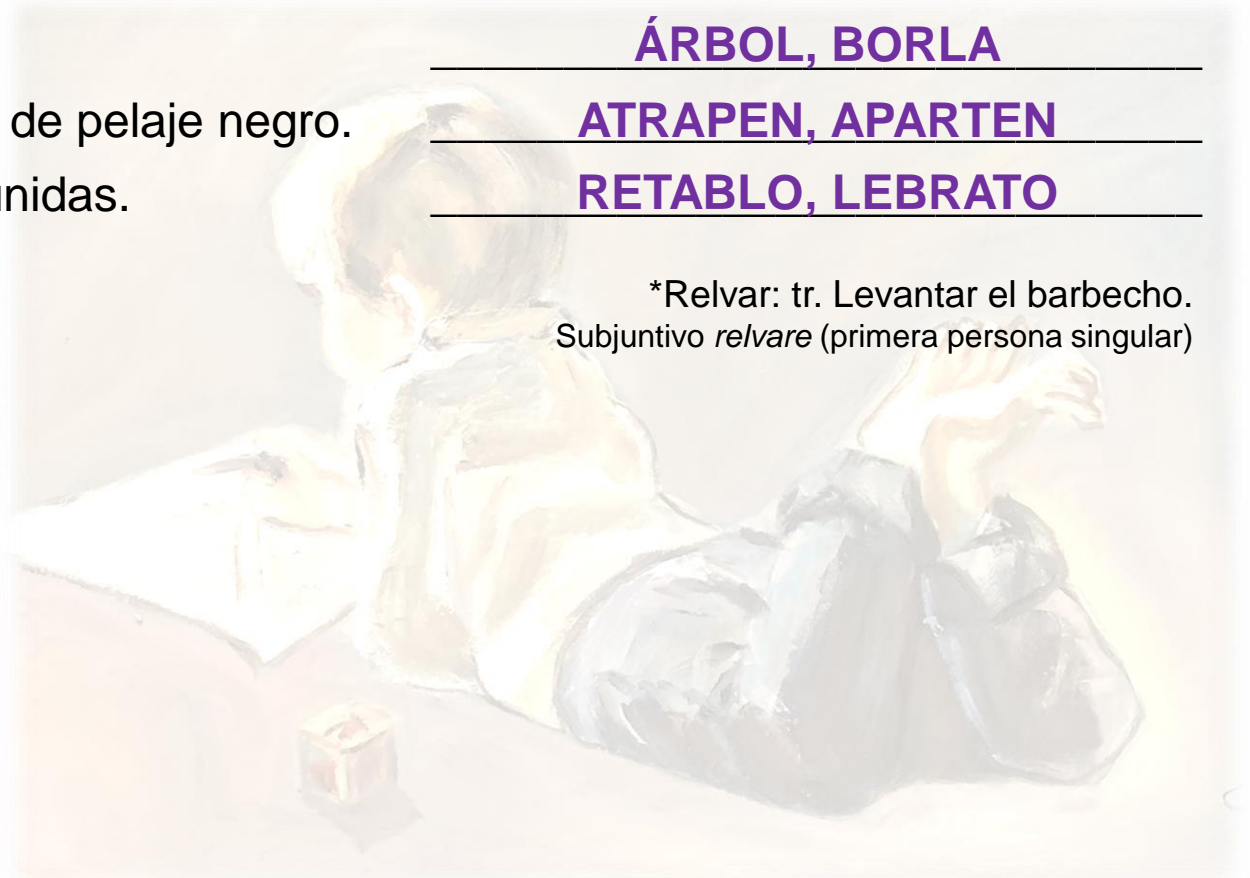 ÁRBOL, BORLA
de pelaje negro. ATRAPEN, APARTEN
unidas. RETABLO, LEBRATO
*Relvar: tr. Levantar el barbecho.
Subjuntivo relvare (primera persona singular)